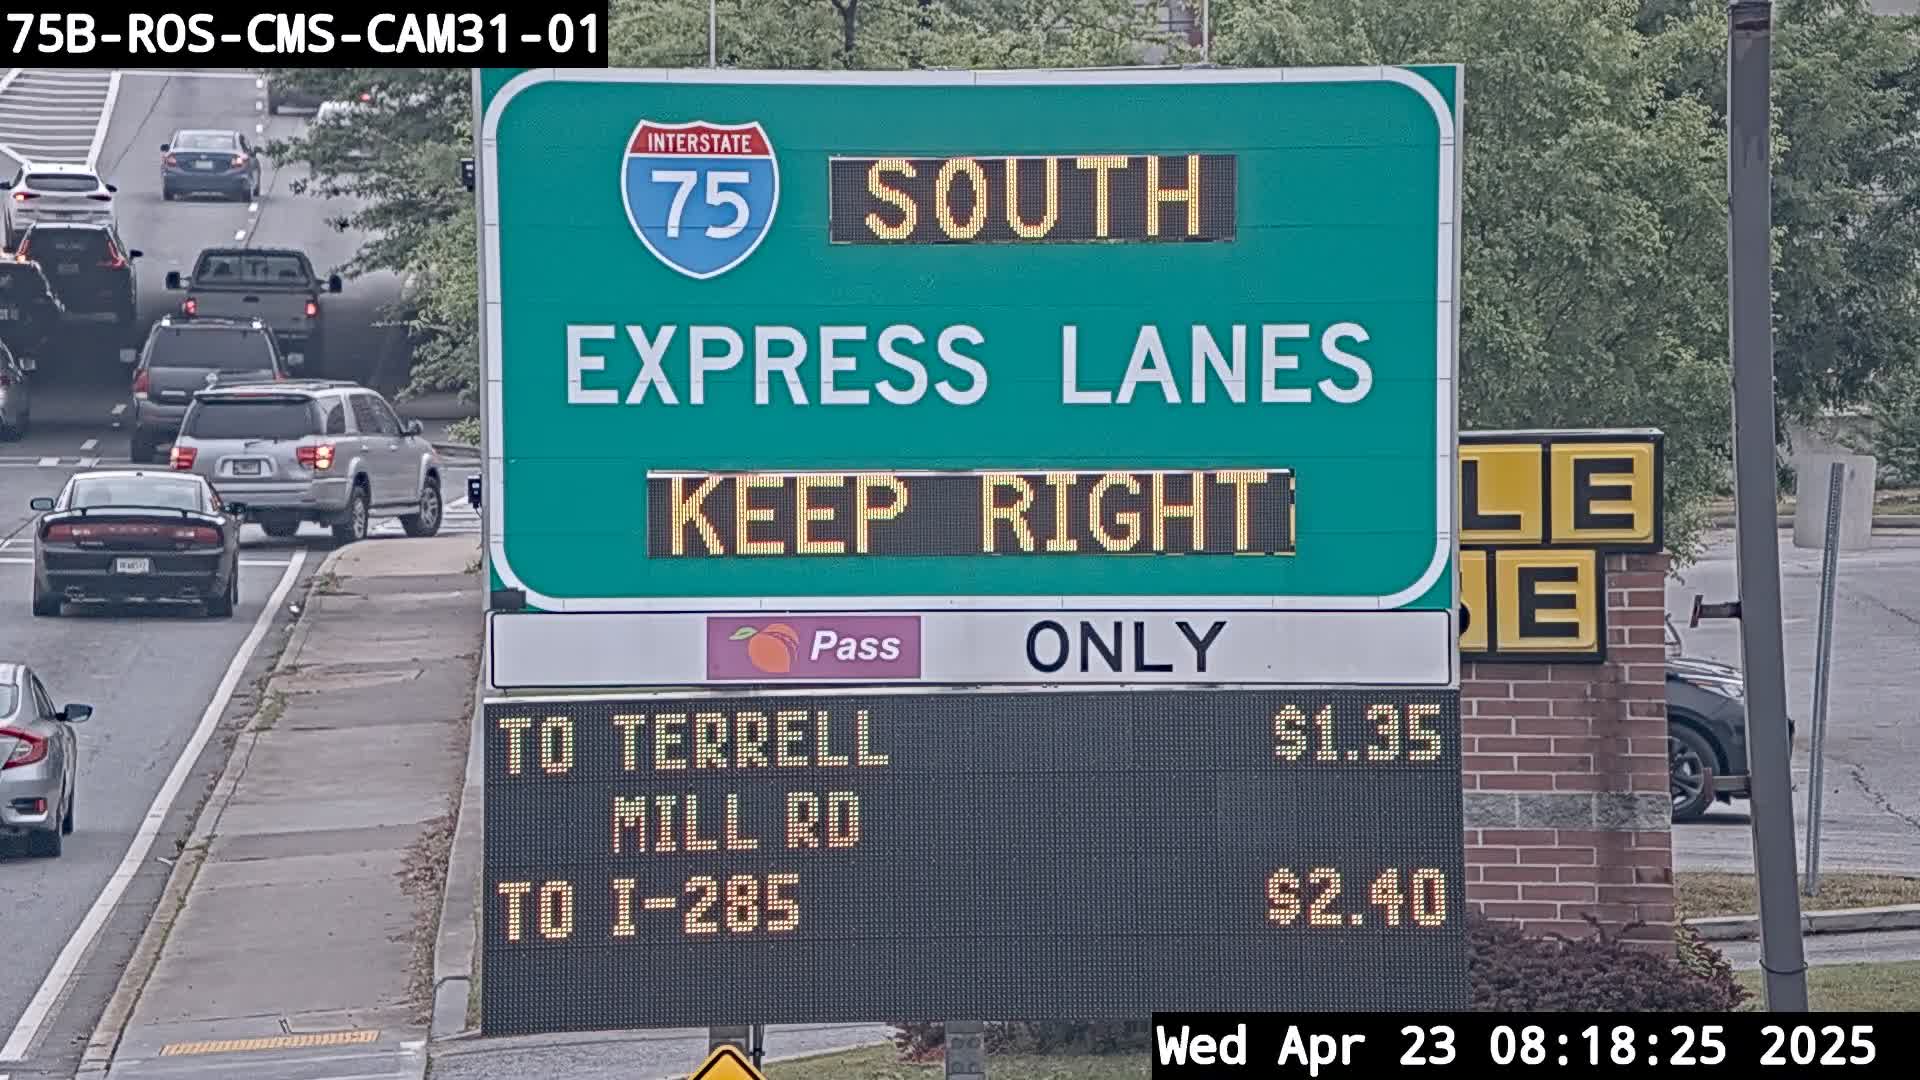 75B-ROS-CMS-CAM31-01
INTERSTATE
75
SOUTH
EXPRESS LANES
KEEP RIGHT
Pass ONLY
TO TERRELL $1.35
MILL RD
TO I-285 $2.40
LE
E
Wed Apr 23 08:18:25 2025